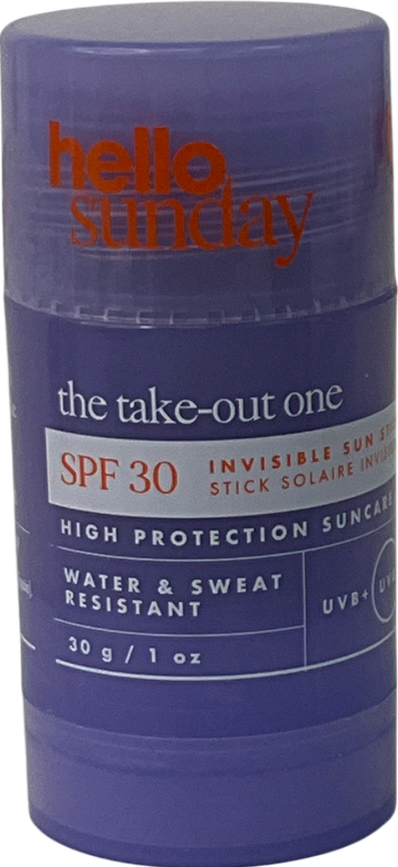 hello
sunday
the take-out one
SPF 30
INVISIBLE SUN
STICK SOLAIRE
HIGH PROTECTION SUNCARE
WATER & SWEAT
RESISTANT
UVB+
30 g / 1 oz